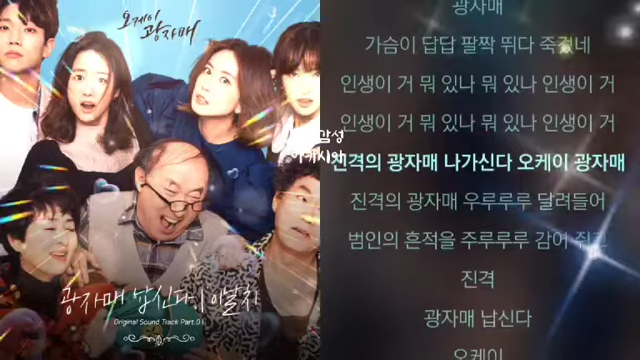 오케이
광자매
광자매 납신다 | 이날치
Original Sound Track Part.01
감성
광자매
가슴이 답답 팔짝 뛰다 죽겄네
인생이 거 뭐 있나 뭐 있나 인생이 거
인생이 거 뭐 있나 뭐 있나 인생이 거
진격의 광자매 나가신다 오케이 광자매
진격의 광자매 우루루루 달려들어
범인의 흔적을 주루루루 감어 쥐고
진격
광자매 납신다
오케이